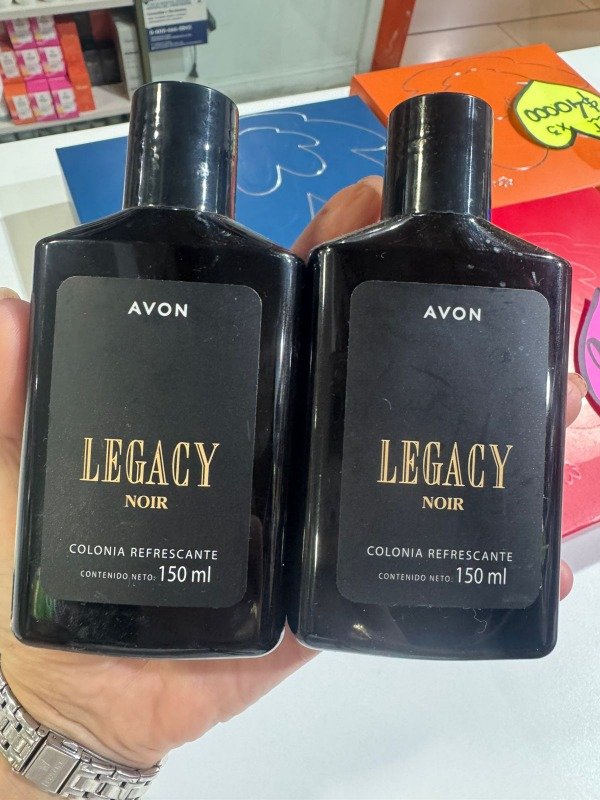 AVON
LEGACY
NOIR
COLONIA REFRESCANTE
CONTENIDO NETO: 150 ml
AVON
LEGACY
NOIR
COLONIA REFRESCANTE
CONTENIDO NETO: 150 ml